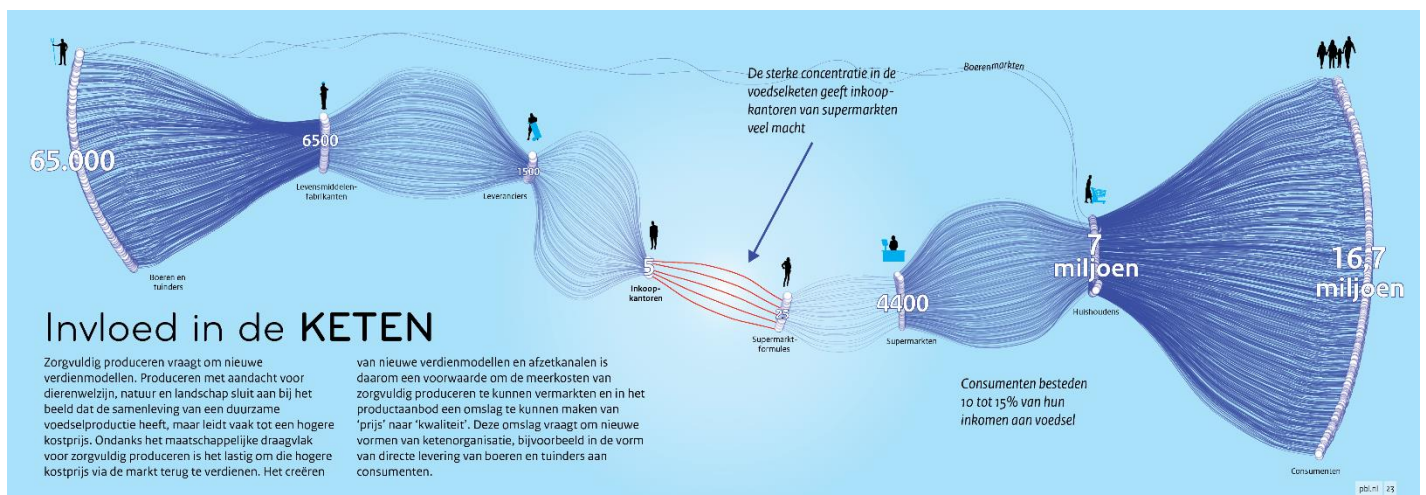 De sterke concentratie in de
voedselketen geeft inkoop-
kantoren van supermarkten
veel macht
Boerenmarkten
65.000
Boeren en
tuinders
6500
Levensmiddelen-
fabrikanten
1500
Leveranciers
5
Inkoop-
kantoren
25
Supermarkt-
formules
4400
Supermarkten
7
miljoen
Huishoudens
16,7
miljoen
Consumenten
Consumenten besteden
10 tot 15% van hun
inkomen aan voedsel
Invloed in de KETEN
Zorgvuldig produceren vraagt om nieuwe
verdienmodellen. Produceren met aandacht voor
dierenwelzijn, natuur en landschap sluit aan bij het
beeld dat de samenleving van een duurzame
voedselproductie heeft, maar leidt vaak tot een hogere
kostprijs. Ondanks het maatschappelijke draagvlak
voor zorgvuldig produceren is het lastig om die hogere
kostprijs via de markt terug te verdienen. Het creëren
van nieuwe verdienmodellen en afzetkanalen is
daarom een voorwaarde om de meerkosten van
zorgvuldig produceren te kunnen vermarkten en in het
productaanbod een omslag te kunnen maken van
‘prijs’ naar ‘kwaliteit’. Deze omslag vraagt om nieuwe
vormen van ketenorganisatie, bijvoorbeeld in de vorm
van directe levering van boeren en tuinders aan
consumenten.
pbl.nl 23